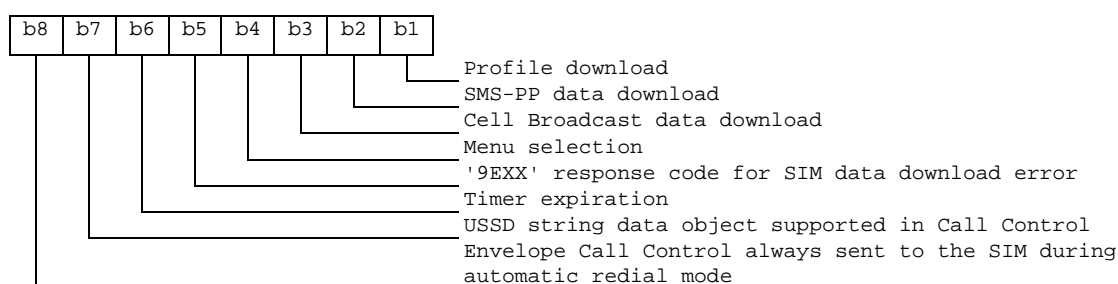 b8 b7 b6 b5 b4 b3 b2 b1
Profile download
SMS-PP data download
Cell Broadcast data download
Menu selection
'9EXX' response code for SIM data download error
Timer expiration
USSD string data object supported in Call Control
Envelope Call Control always sent to the SIM during
automatic redial mode